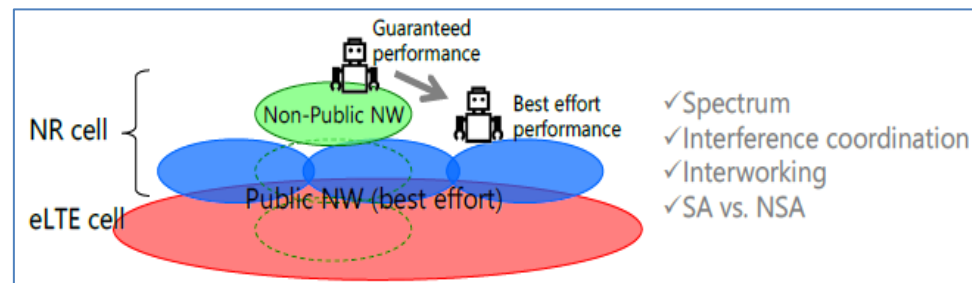 Guaranteed
performance
Non-Public NW
Best effort
performance
NR cell
Public NW (best effort)
eLTE cell
✓Spectrum
✓Interference coordination
✓Interworking
✓SA vs. NSA